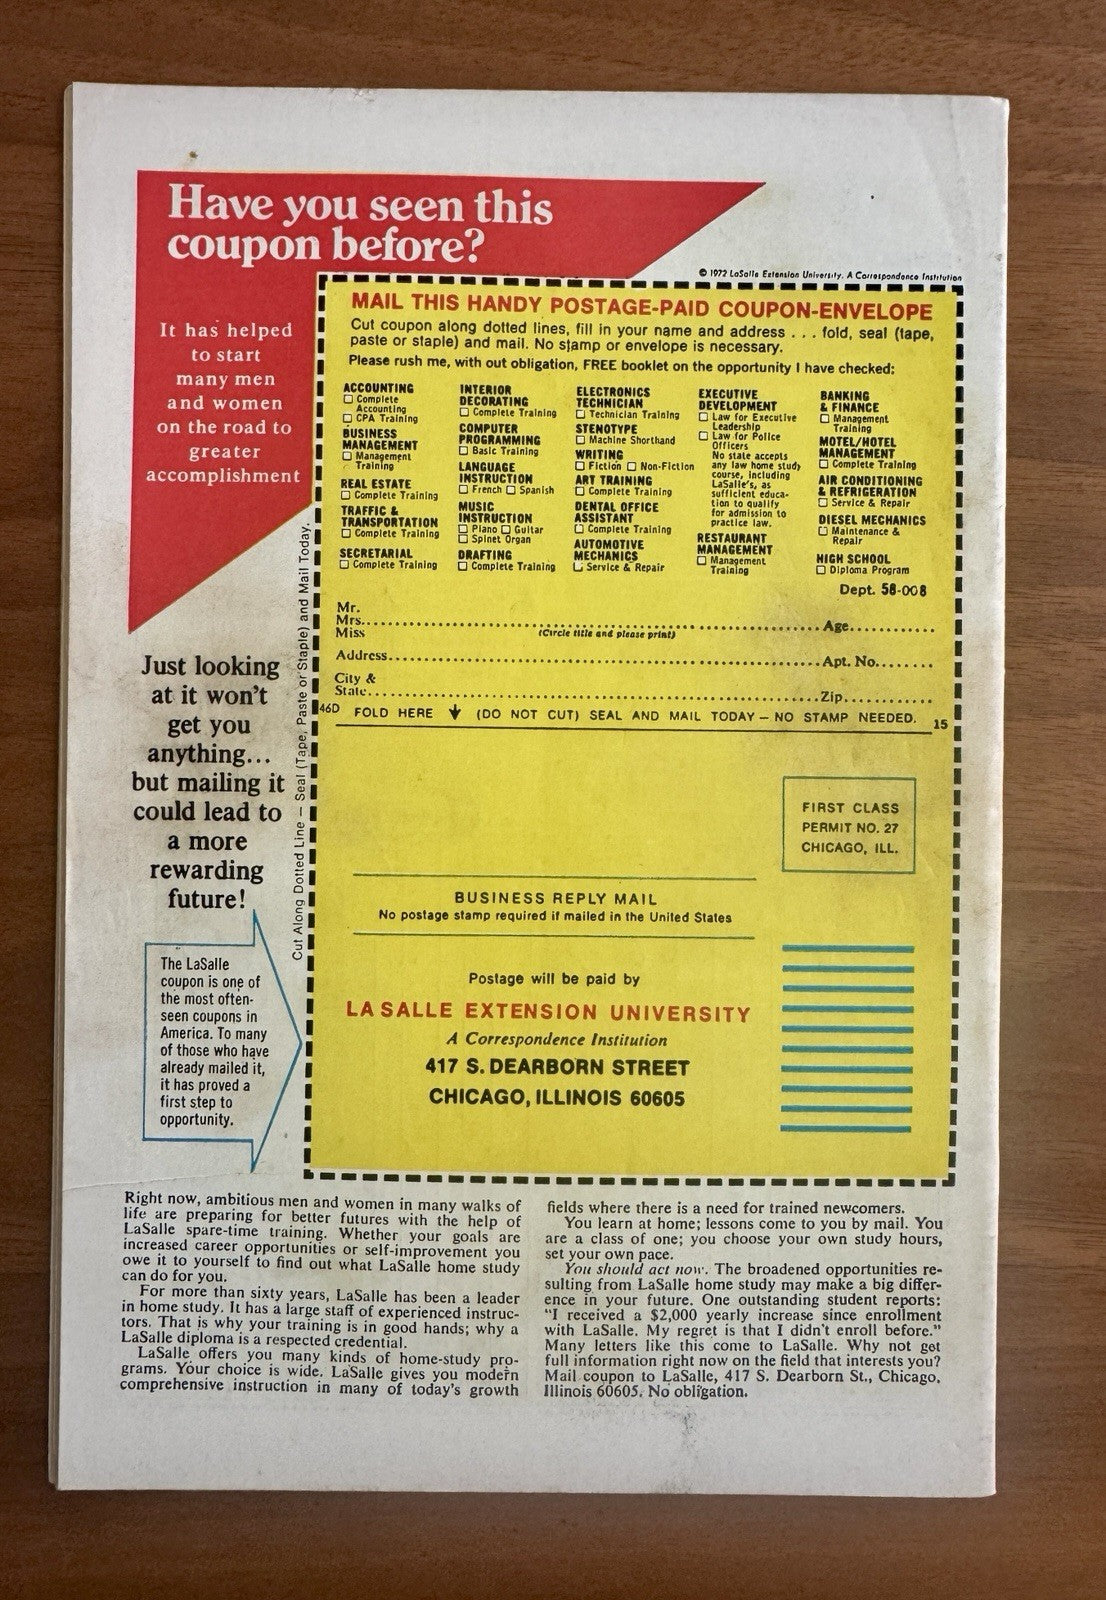 Have you seen this
coupon before?
© 1972 LaSalle Extension University. A Correspondence Institution
It has helped
to start
many men
and women
on the road to
greater
accomplishment
Just looking
at it won't
get you
anything...
but mailing it
could lead to
a more
rewarding
future!
The LaSalle
coupon is one of
the most often-
seen coupons in
America. To many
of those who have
already mailed it,
it has proved a
first step to
opportunity.
Cut Along Dotted Line — Seal (Tape, Paste or Staple) and Mail Today.
MAIL THIS HANDY POSTAGE-PAID COUPON-ENVELOPE
Cut coupon along dotted lines, fill in your name and address . . . fold, seal (tape,
paste or staple) and mail. No stamp or envelope is necessary.
Please rush me, with out obligation, FREE booklet on the opportunity I have checked:
ACCOUNTING
☐ Complete
Accounting
☐ CPA Training
BUSINESS
MANAGEMENT
☐ Management
Training
REAL ESTATE
☐ Complete Training
TRAFFIC &
TRANSPORTATION
☐ Complete Training
SECRETARIAL
☐ Complete Training
INTERIOR
DECORATING
☐ Complete Training
COMPUTER
PROGRAMMING
☐ Basic Training
LANGUAGE
INSTRUCTION
☐ French ☐ Spanish
MUSIC
INSTRUCTION
☐ Piano ☐ Guitar
☐ Spinet Organ
DRAFTING
☐ Complete Training
ELECTRONICS
TECHNICIAN
☐ Technician Training
STENOTYPE
☐ Machine Shorthand
WRITING
☐ Fiction ☐ Non-Fiction
ART TRAINING
☐ Complete Training
DENTAL OFFICE
ASSISTANT
☐ Complete Training
AUTOMOTIVE
MECHANICS
☐ Service & Repair
EXECUTIVE
DEVELOPMENT
☐ Law for Executive
Leadership
☐ Law for Police
Officers
No state accepts
any law home study
course, including
LaSalle's, as
sufficient educa-
tion to qualify
for admission to
practice law.
RESTAURANT
MANAGEMENT
☐ Management
Training
BANKING
& FINANCE
☐ Management
Training
MOTEL/HOTEL
MANAGEMENT
☐ Complete Training
AIR CONDITIONING
& REFRIGERATION
☐ Service & Repair
DIESEL MECHANICS
☐ Maintenance &
Repair
HIGH SCHOOL
☐ Diploma Program
Dept. 58-008
Mr.
Mrs. Age
Miss (Circle title and please print)
Address Apt. No.
City &
State Zip
46D FOLD HERE ↓ (DO NOT CUT) SEAL AND MAIL TODAY — NO STAMP NEEDED. 15
FIRST CLASS
PERMIT NO. 27
CHICAGO, ILL.
BUSINESS REPLY MAIL
No postage stamp required if mailed in the United States
Postage will be paid by
LA SALLE EXTENSION UNIVERSITY
A Correspondence Institution
417 S. DEARBORN STREET
CHICAGO, ILLINOIS 60605
Right now, ambitious men and women in many walks of
life are preparing for better futures with the help of
LaSalle spare-time training. Whether your goals are
increased career opportunities or self-improvement you
owe it to yourself to find out what LaSalle home study
can do for you.
For more than sixty years, LaSalle has been a leader
in home study. It has a large staff of experienced instruc-
tors. That is why your training is in good hands; why a
LaSalle diploma is a respected credential.
LaSalle offers you many kinds of home-study pro-
grams. Your choice is wide. LaSalle gives you modern
comprehensive instruction in many of today's growth
fields where there is a need for trained newcomers.
You learn at home; lessons come to you by mail. You
are a class of one; you choose your own study hours,
set your own pace.
You should act now. The broadened opportunities re-
sulting from LaSalle home study may make a big differ-
ence in your future. One outstanding student reports:
"I received a $2,000 yearly increase since enrollment
with LaSalle. My regret is that I didn't enroll before."
Many letters like this come to LaSalle. Why not get
full information right now on the field that interests you?
Mail coupon to LaSalle, 417 S. Dearborn St., Chicago,
Illinois 60605. No obligation.